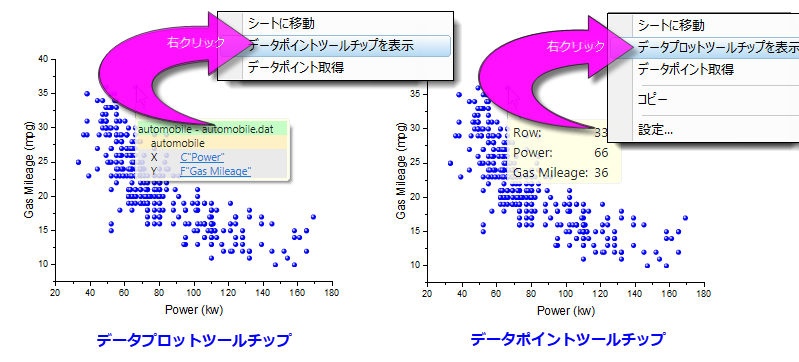 シートに移動
右クリック
データポイントツールチップを表示
データポイント取得
40
35
30
25
20
15
10
Gas Mileage (mpg)
automobile - automobile.dat
automobile
X C"Power"
Y F"Gas Mileage"
20 40 60 80 100 120 140 160 180
Power (kw)
データプロットツールチップ
シートに移動
右クリック
データプロットツールチップを表示
データポイント取得
コピー
設定...
40
35
30
25
20
15
10
Gas Mileage (mpg)
Row: 33
Power: 66
Gas Mileage: 36
20 40 60 80 100 120 140 160 180
Power (kw)
データポイントツールチップ